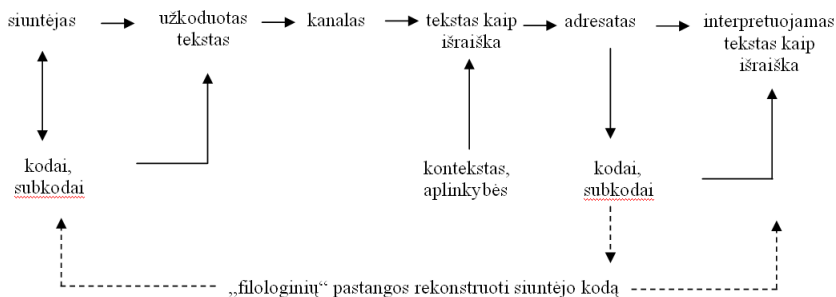 siuntėjas
užkoduotas
tekstas
kanalas
tekstas kaip
išraiška
adresatas
interpretuojamas
tekstas kaip
išraiška
kodai,
subkodai
kontekstas,
aplinkybės
kodai,
subkodai
„filologinių“ pastangos rekonstruoti siuntėjo kodą